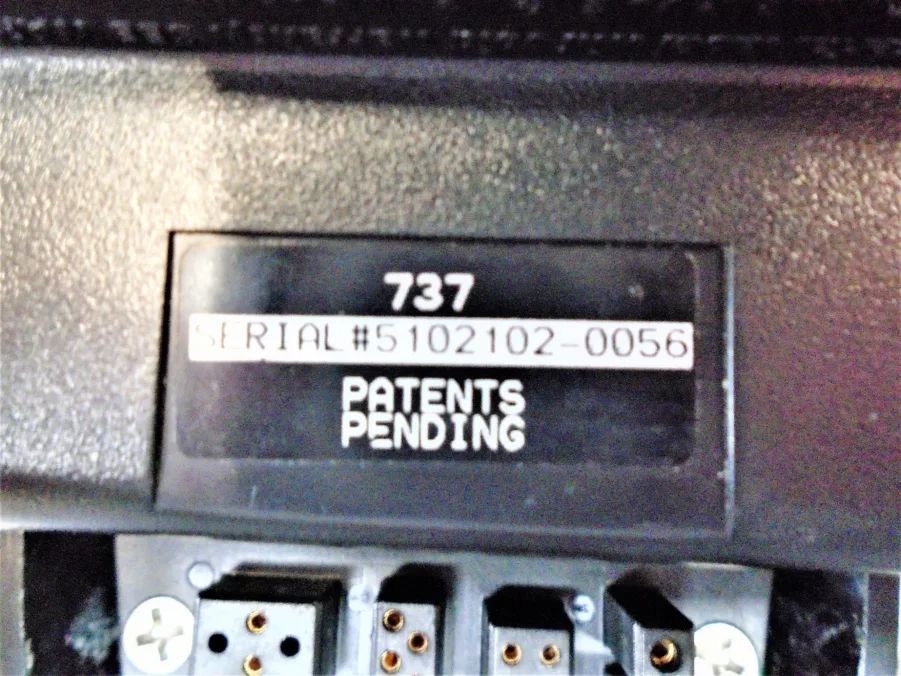 737
SERIAL#5102102-0056
PATENTS
PENDING